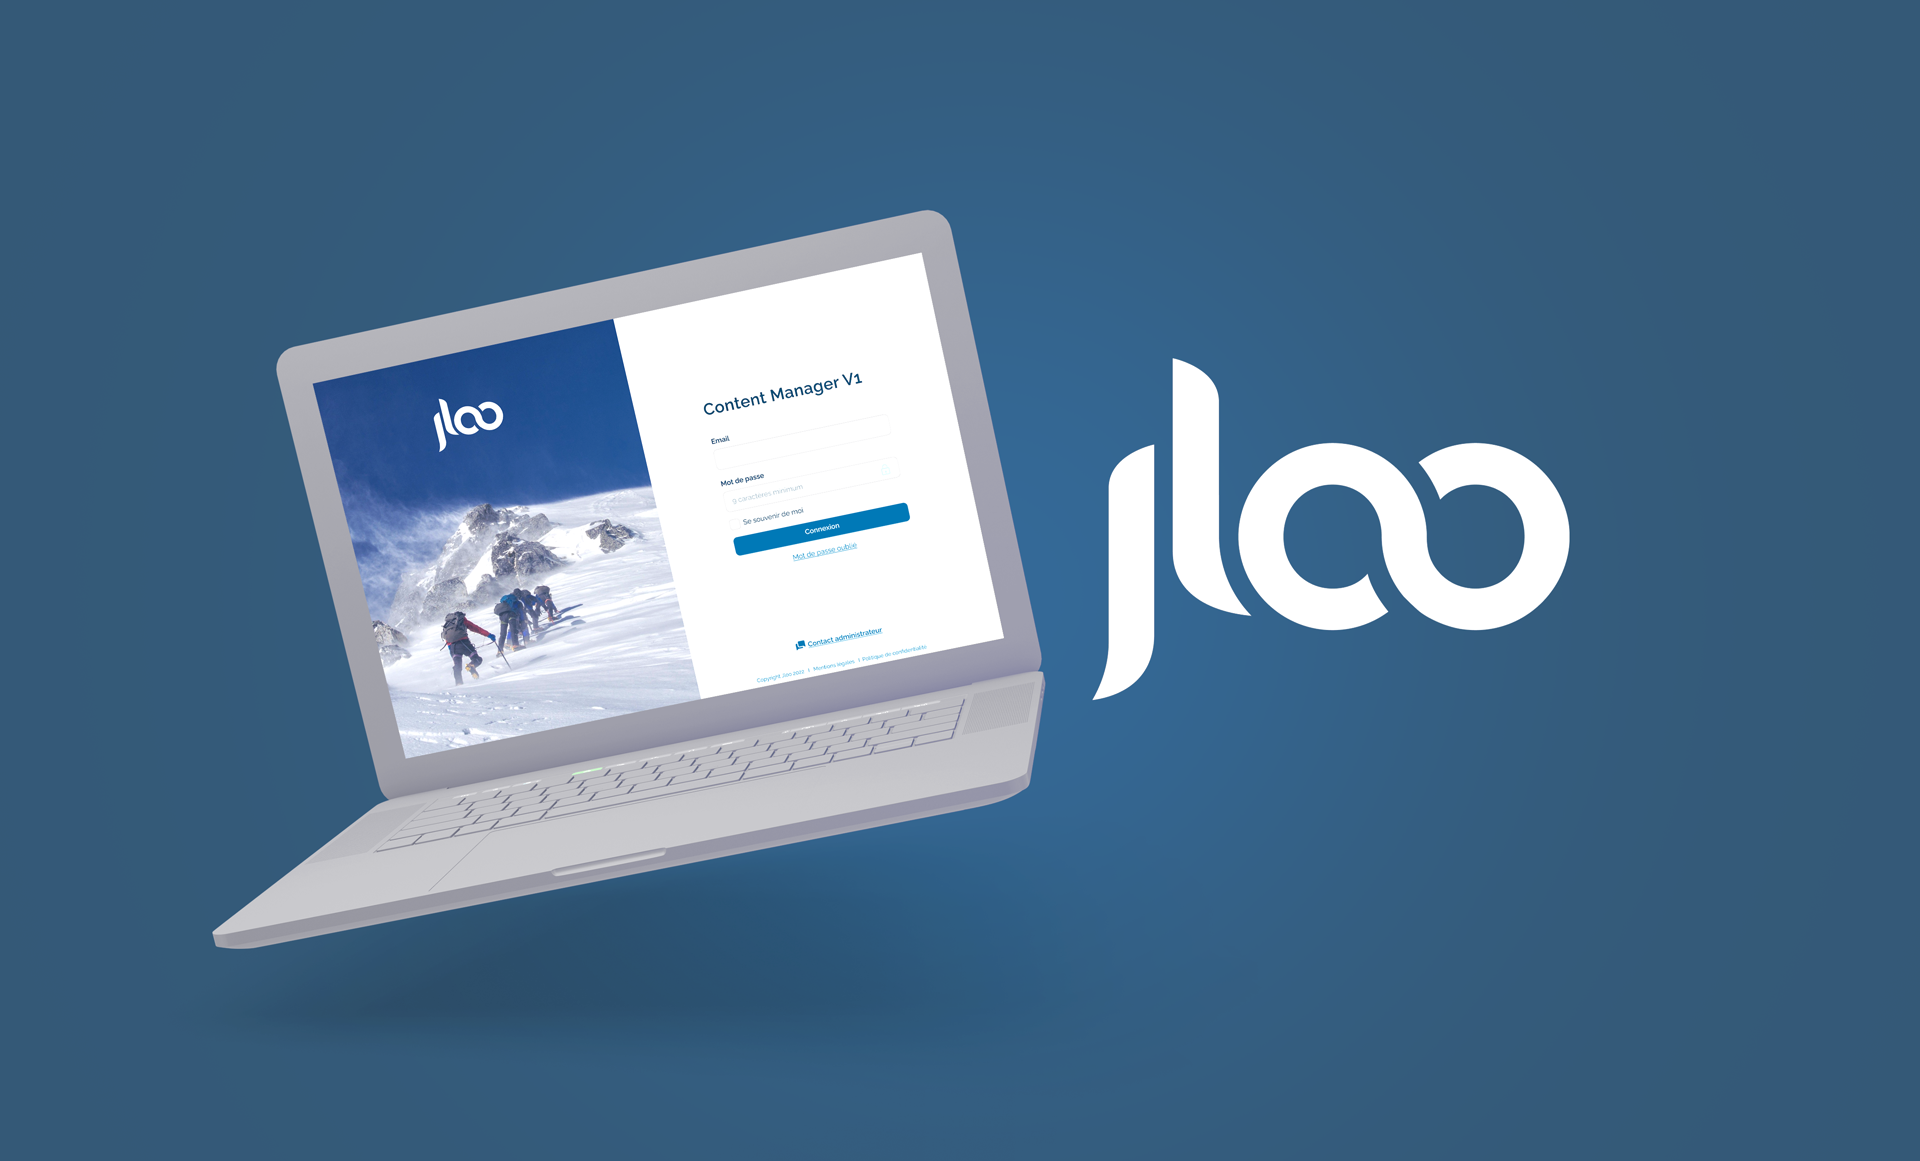 jloo
Content Manager V1
Email
Mot de passe
9 caractères minimum
Se souvenir de moi
Connexion
Mot de passe oublié
Contact administrateur
Copyright Jloo 2022 | Mentions légales | Politique de confidentialité
jloo